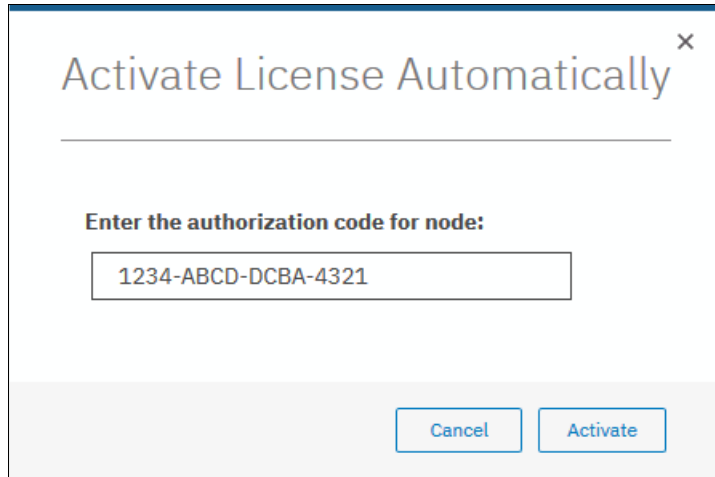 Activate License Automatically
Enter the authorization code for node:
1234-ABCD-DCBA-4321
Cancel Activate